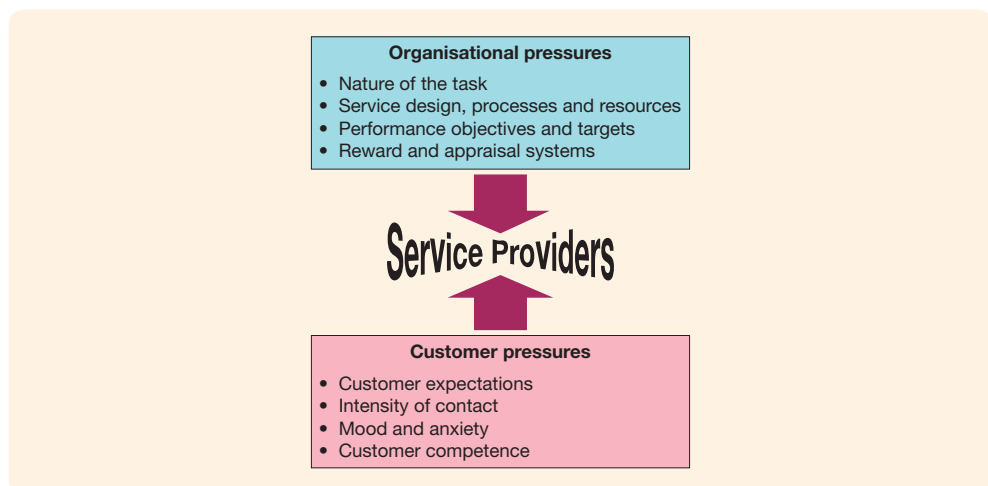 Organisational pressures
• Nature of the task
• Service design, processes and resources
• Performance objectives and targets
• Reward and appraisal systems
Service Providers
Customer pressures
• Customer expectations
• Intensity of contact
• Mood and anxiety
• Customer competence